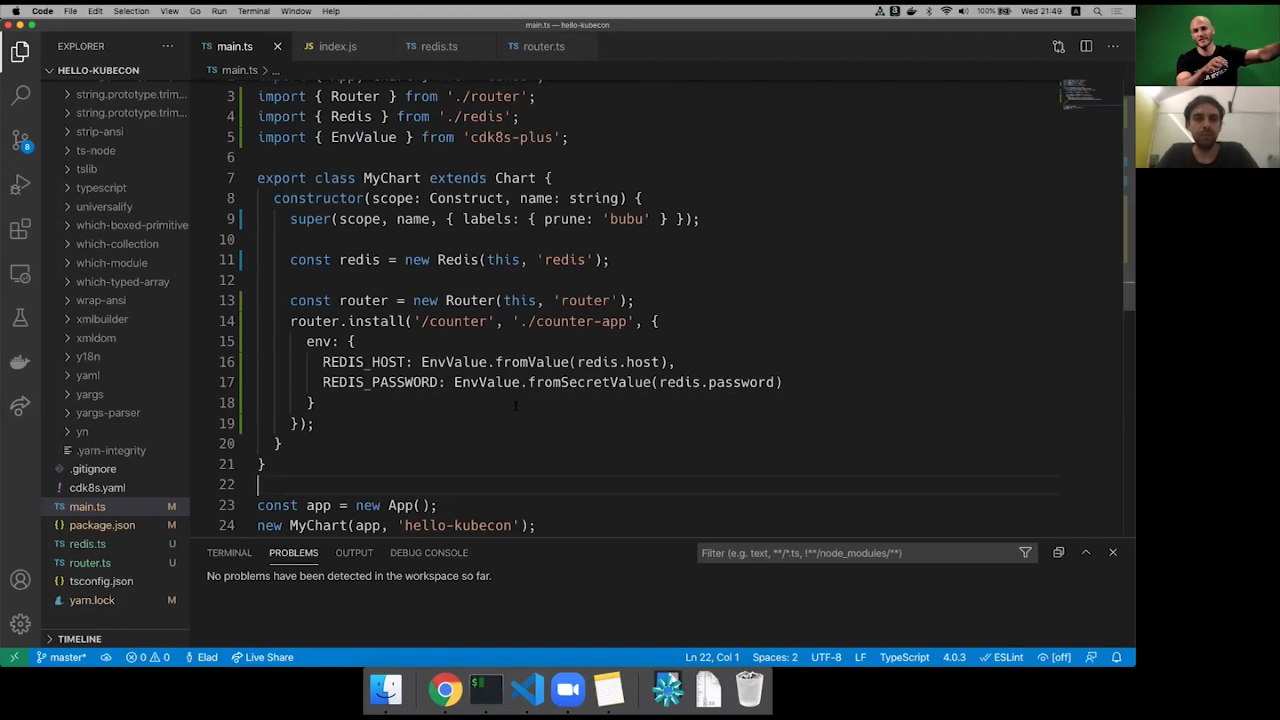 Code File Edit Selection View Go Run Terminal Window Help
100% Wed 21:49 A
main.ts — hello-kubecon
EXPLORER
HELLO-KUBECON
string.prototype.trim...
string.prototype.trim...
strip-ansi
ts-node
tslib
typescript
universalify
which-boxed-primitive
which-collection
which-module
which-typed-array
wrap-ansi
xmlbuilder
xmldom
y18n
yaml
yargs
yargs-parser
yn
.yarn-integrity
.gitignore
cdk8s.yaml
TS main.ts M
package.json M
TS redis.ts U
TS router.ts U
tsconfig.json
yarn.lock M
TIMELINE
8
TS main.ts
JS index.js
TS redis.ts
TS router.ts
TS main.ts > ...
3 import { Router } from './router';
4 import { Redis } from './redis';
5 import { EnvValue } from 'cdk8s-plus';
6
7 export class MyChart extends Chart {
8 constructor(scope: Construct, name: string) {
9 super(scope, name, { labels: { prune: 'bubu' } });
10
11 const redis = new Redis(this, 'redis');
12
13 const router = new Router(this, 'router');
14 router.install('/counter', './counter-app', {
15 env: {
16 REDIS_HOST: EnvValue.fromValue(redis.host),
17 REDIS_PASSWORD: EnvValue.fromSecretValue(redis.password)
18 }
19 });
20 }
21 }
22
23 const app = new App();
24 new MyChart(app, 'hello-kubecon');
TERMINAL PROBLEMS OUTPUT DEBUG CONSOLE
Filter (e.g. text, **/*.ts, !**/node_modules/**)
No problems have been detected in the workspace so far.
master* 0 0 Elad Live Share
Ln 22, Col 1 Spaces: 2 UTF-8 LF TypeScript 4.0.3 ESLint [off]